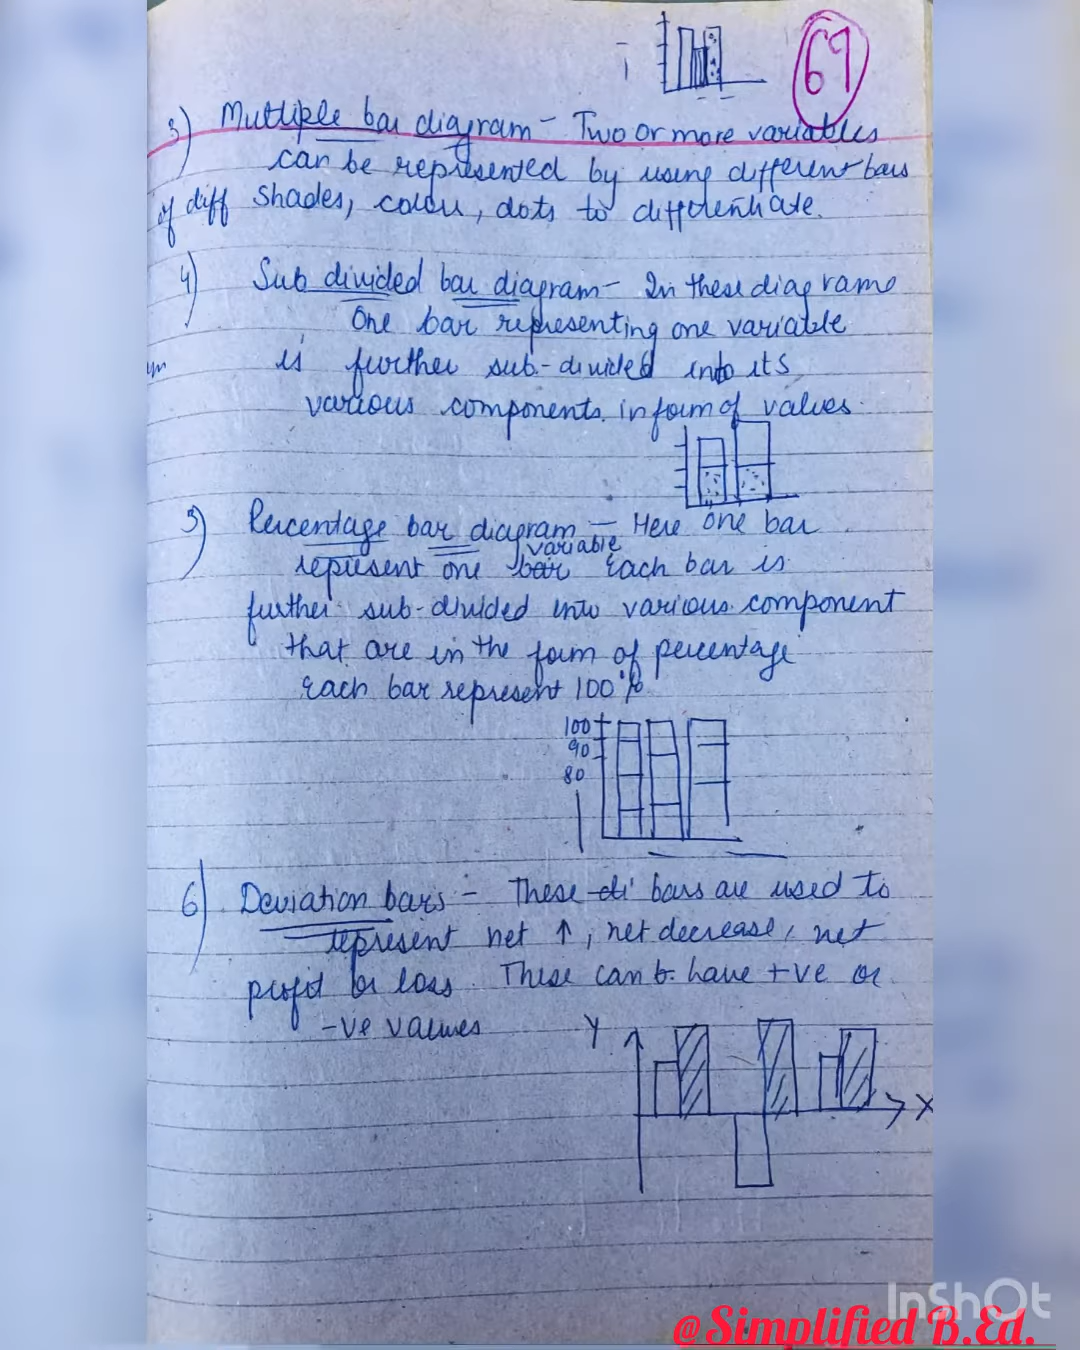 69
3) Multiple bar diagram - Two or more variables
can be represented by using different bars
of diff shades, colour, dots to differentiate.
4) Sub divided bar diagram - In these diagrams
One bar representing one variable
is further sub-divided into its
various components in form of values.
5) Percentage bar diagram - Here one bar
variable
represent one bar Each bar is
further sub-divided into various component
that are in the form of percentage
Each bar represent 100%
100
90
80
6) Deviation bars - These di bars are used to
represent net ↑, net decrease, net
profit or loss. These can b. have +ve or
-ve values
Y
X
InShOt
@Simplified B.Ed.